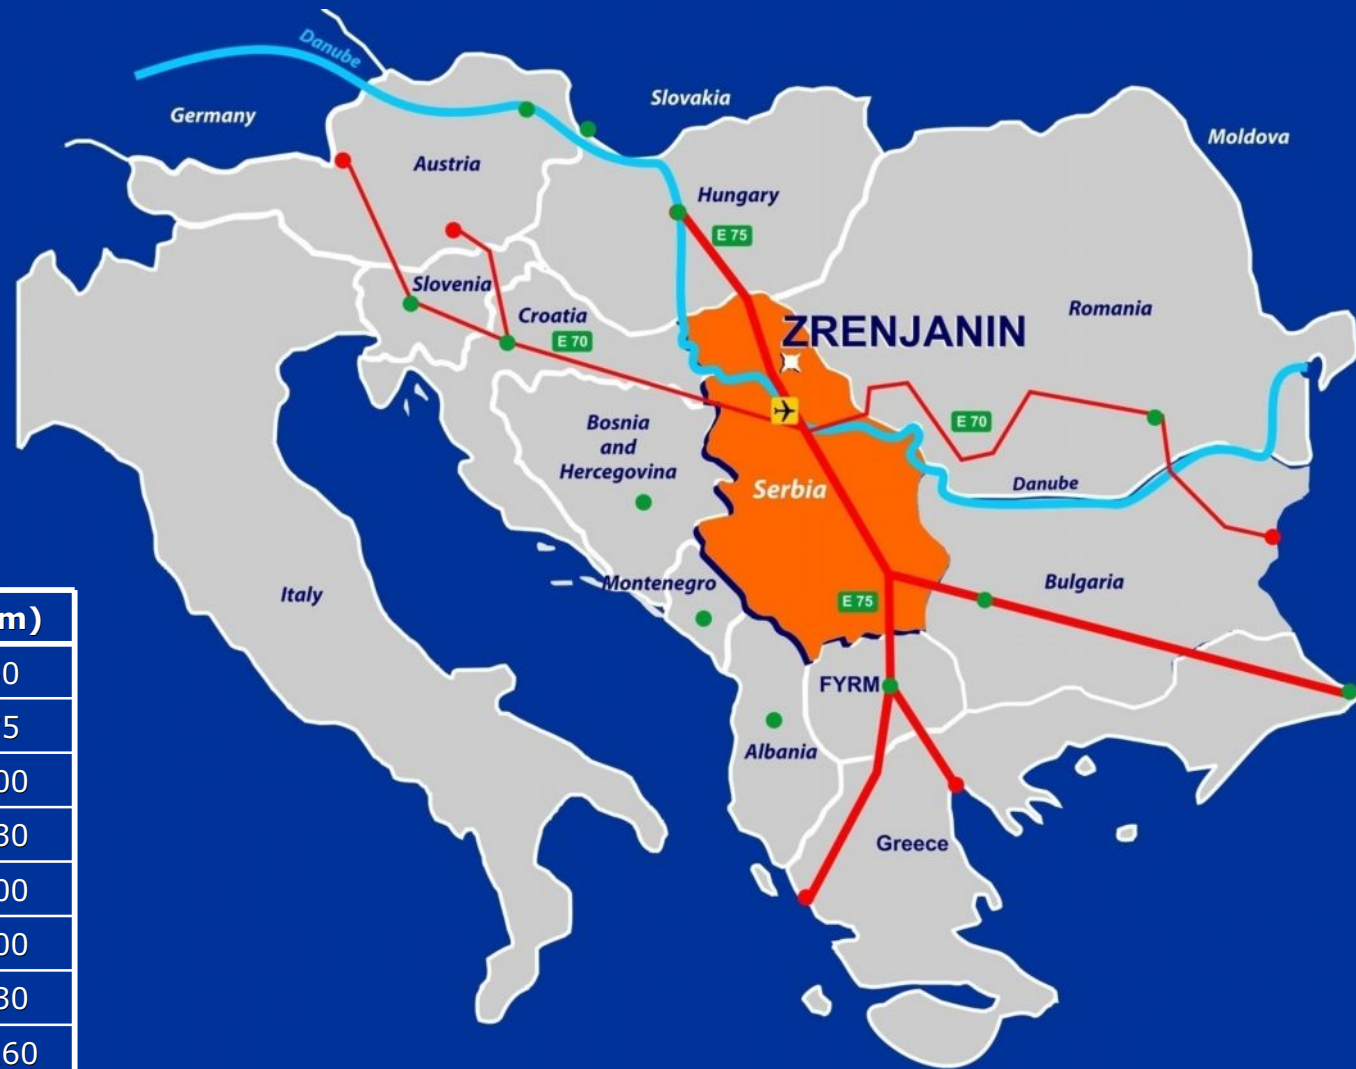 Danube
Germany
Slovakia
Moldova
Austria
Hungary
E 75
Slovenia
Croatia
E 70
Romania
ZRENJANIN
Bosnia
and
Hercegovina
E 70
Serbia
Danube
Italy
Montenegro
E 75
Bulgaria
FYRM
Albania
Greece
m)
0
5
00
30
00
00
30
60